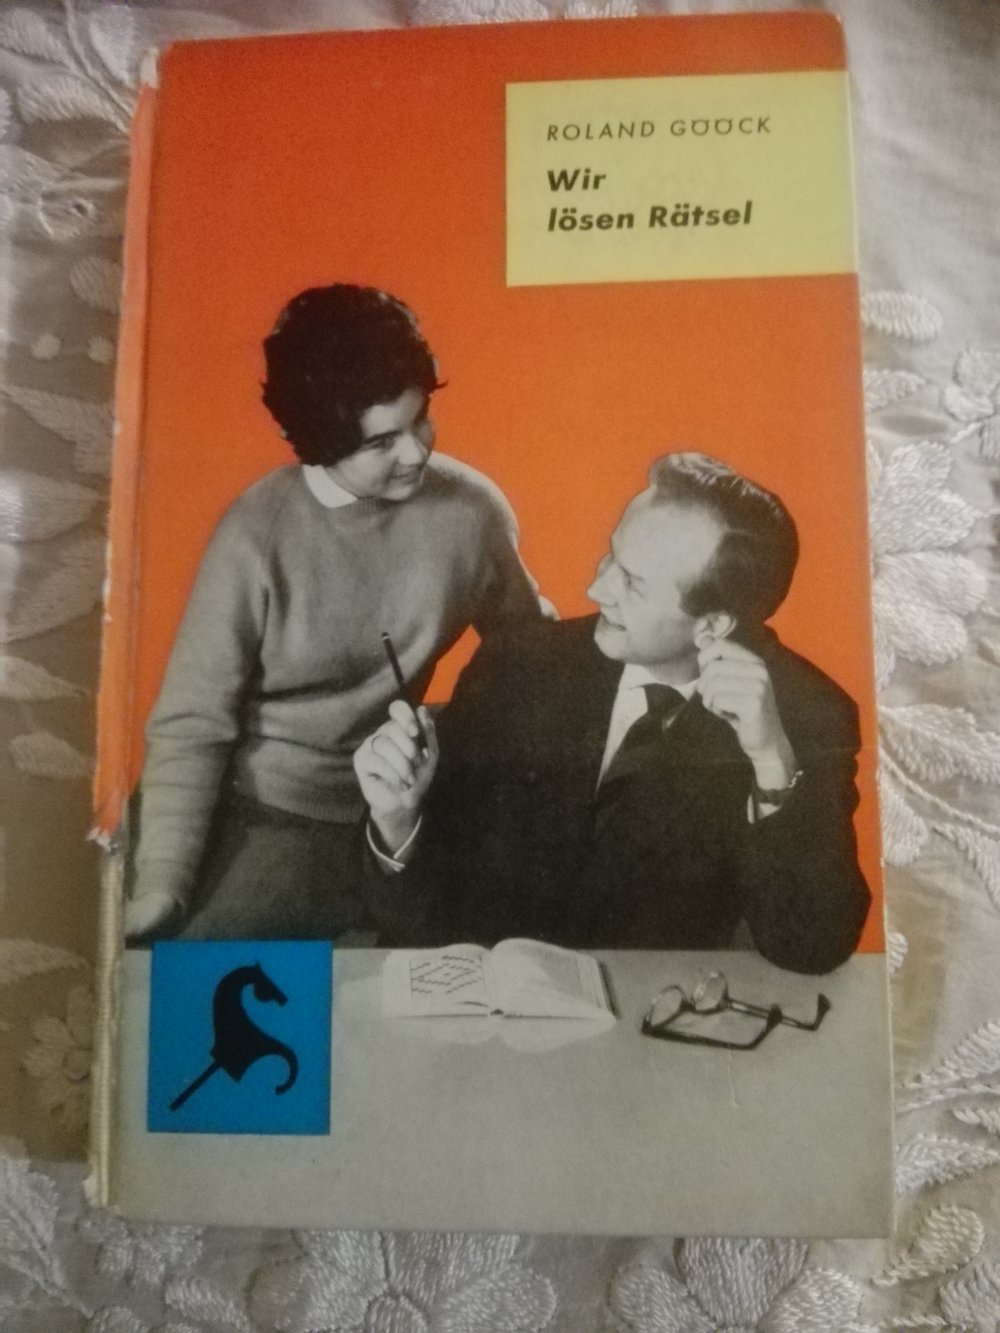 ROLAND GÖÖCK
Wir
lösen Rätsel